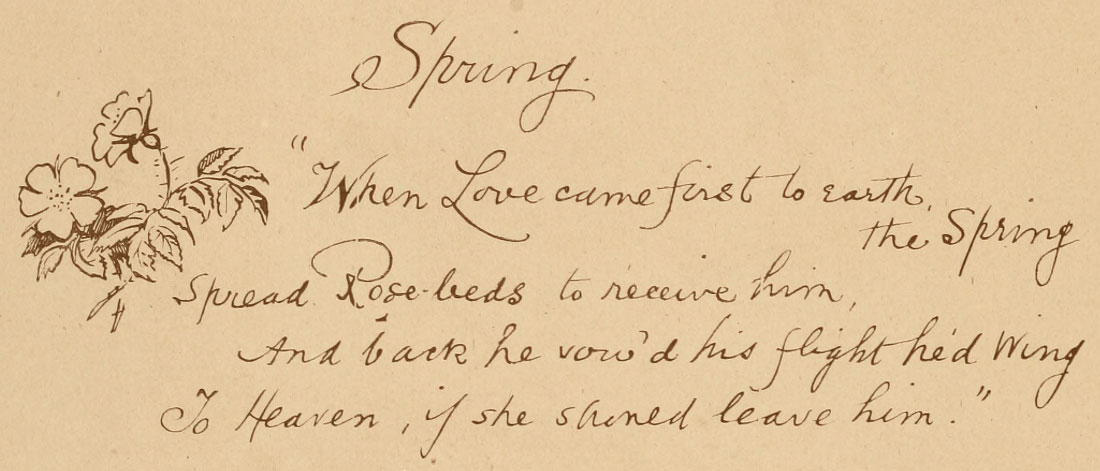 Spring.
"When Love came first to earth,
the Spring
Spread Rose-beds to receive him,
And back he vow'd his flight he'd Wing
To Heaven, if she should leave him."